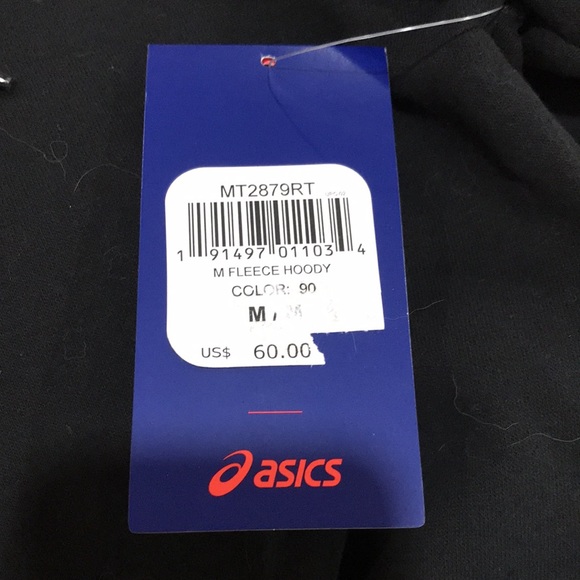 MT2879RT
1 91497 01103 4
M FLEECE HOODY
COLOR: 90
M /
US$ 60.00
asics